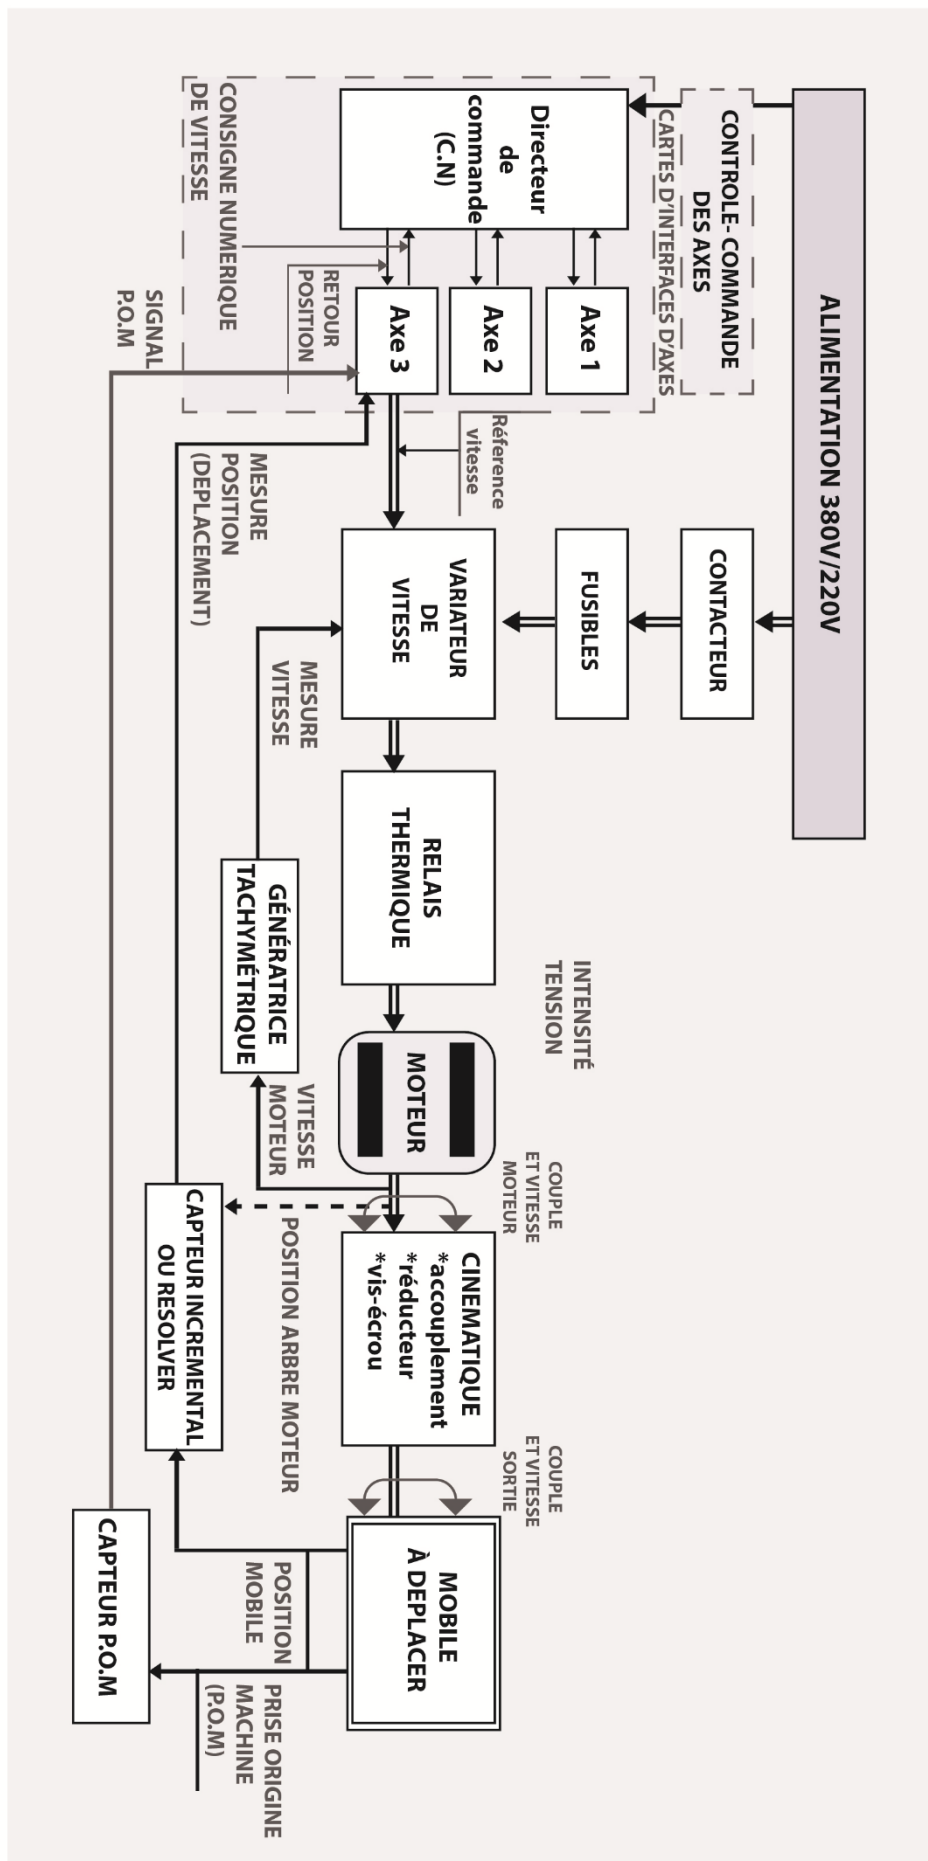 ALIMENTATION 380V/220V
CONTROLE- COMMANDE
DES AXES
CARTES D'INTERFACES D'AXES
CONTACTEUR
FUSIBLES
Directeur
de
commande
(C.N)
Axe 1
Axe 2
Axe 3
CONSIGNE NUMERIQUE
DE VITESSE
RETOUR
POSITION
SIGNAL
P.O.M
Réference
vitesse
VARIATEUR
DE
VITESSE
RELAIS
THERMIQUE
INTENSITÉ
TENSION
MOTEUR
COUPLE
ET VITESSE
MOTEUR
CINEMATIQUE
*accouplement
*réducteur
*vis-écrou
COUPLE
ET VITESSE
SORTIE
MOBILE
À DEPLACER
MESURE
POSITION
(DEPLACEMENT)
MESURE
VITESSE
GÉNÉRATRICE
TACHYMÉTRIQUE
VITESSE
MOTEUR
POSITION ARBRE MOTEUR
CAPTEUR INCREMENTAL
OU RESOLVER
POSITION
MOBILE
PRISE ORIGINE
MACHINE
(P.O.M)
CAPTEUR P.O.M